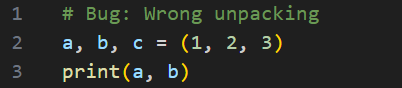 1 # Bug: Wrong unpacking
2 a, b, c = (1, 2, 3)
3 print(a, b)